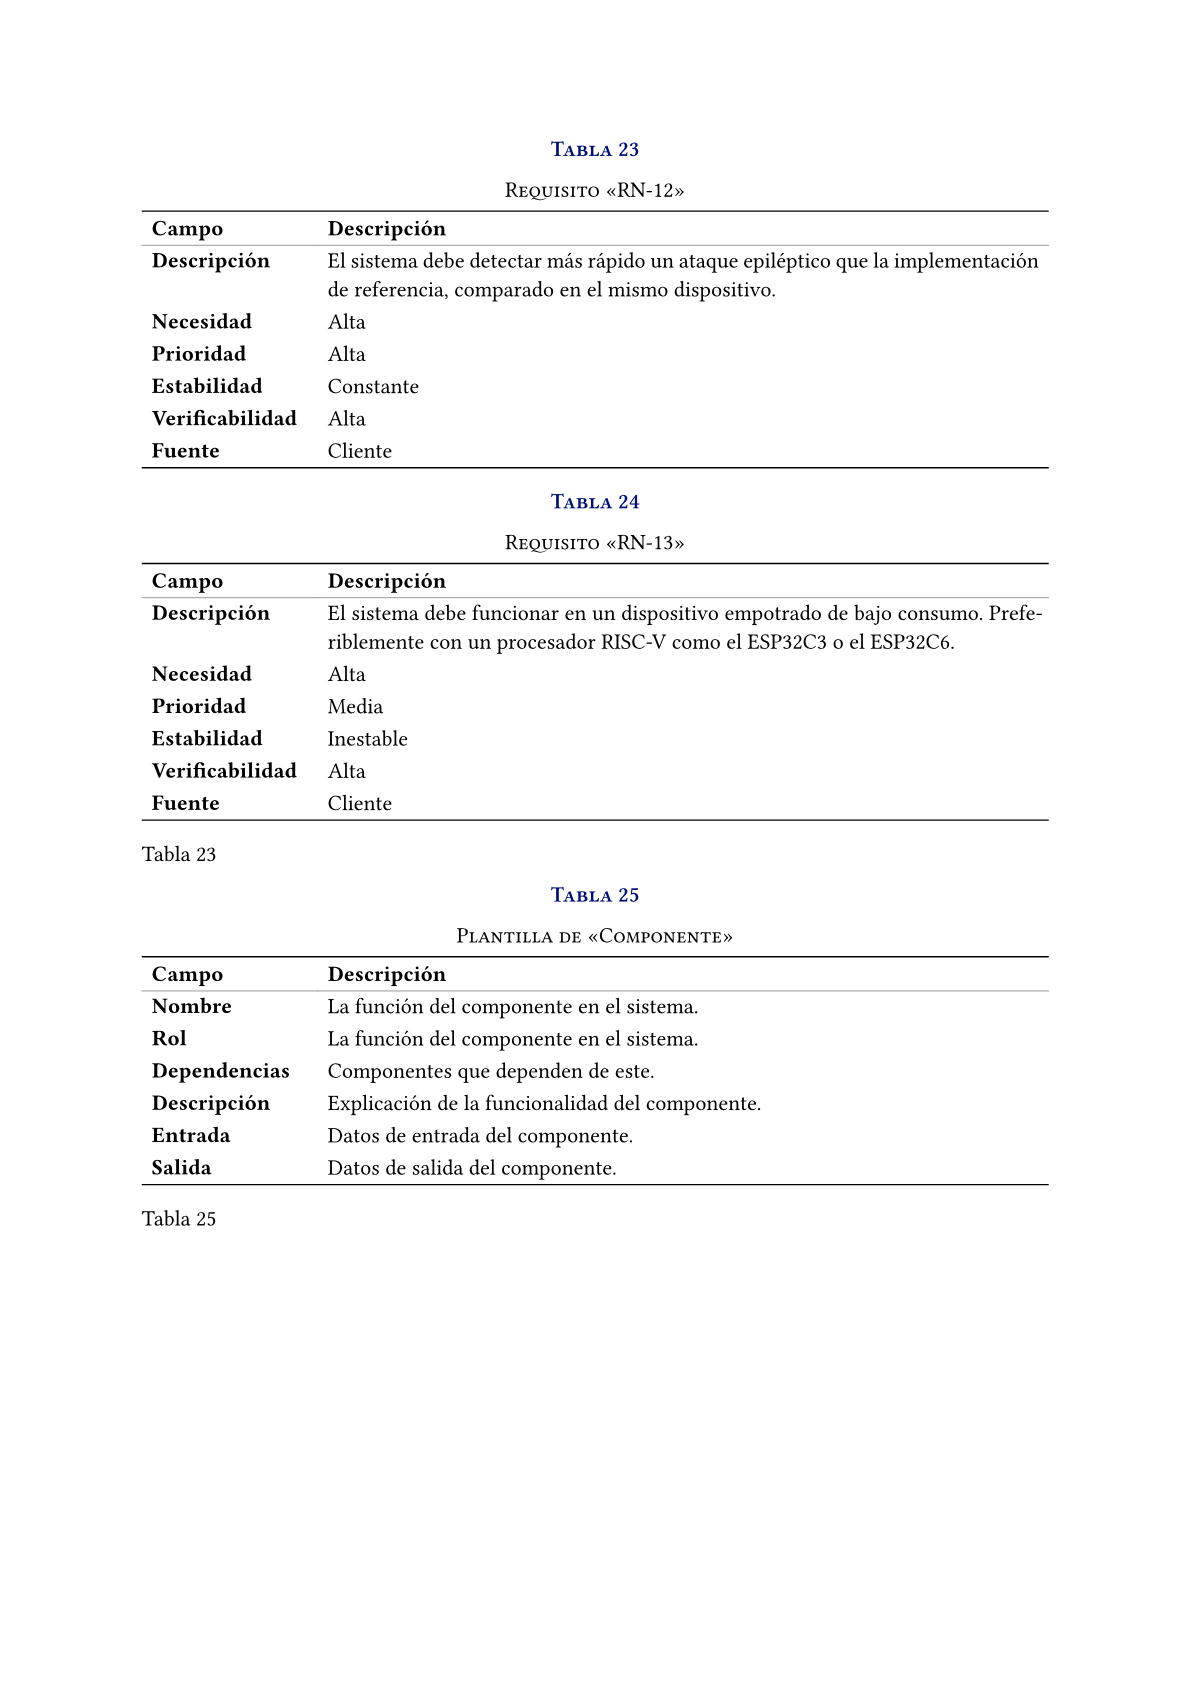 Tabla 23
Requisito «RN-12»
Campo Descripción
Descripción El sistema debe detectar más rápido un ataque epiléptico que la implementación
de referencia, comparado en el mismo dispositivo.
Necesidad Alta
Prioridad Alta
Estabilidad Constante
Verificabilidad Alta
Fuente Cliente
Tabla 24
Requisito «RN-13»
Campo Descripción
Descripción El sistema debe funcionar en un dispositivo empotrado de bajo consumo. Prefe-
riblemente con un procesador RISC-V como el ESP32C3 o el ESP32C6.
Necesidad Alta
Prioridad Media
Estabilidad Inestable
Verificabilidad Alta
Fuente Cliente
Tabla 23
Tabla 25
Plantilla de «Componente»
Campo Descripción
Nombre La función del componente en el sistema.
Rol La función del componente en el sistema.
Dependencias Componentes que dependen de este.
Descripción Explicación de la funcionalidad del componente.
Entrada Datos de entrada del componente.
Salida Datos de salida del componente.
Tabla 25